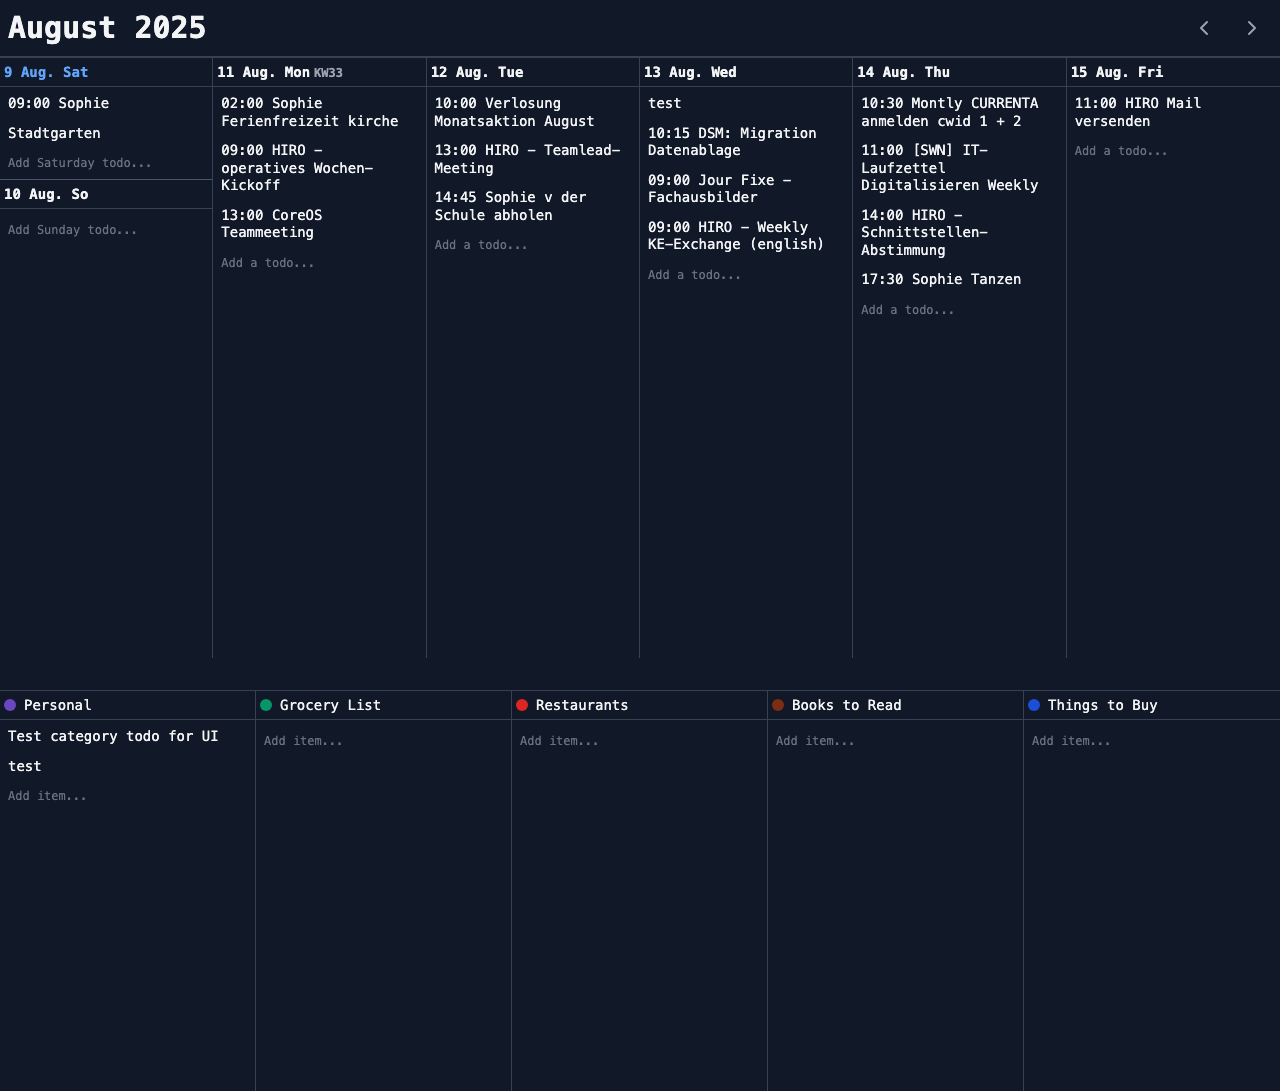 August 2025
9 Aug. Sat
09:00 Sophie
Stadtgarten
Add Saturday todo...
10 Aug. So
Add Sunday todo...
11 Aug. Mon KW33
02:00 Sophie
Ferienfreizeit kirche
09:00 HIRO –
operatives Wochen-
Kickoff
13:00 CoreOS
Teammeeting
Add a todo...
12 Aug. Tue
10:00 Verlosung
Monatsaktion August
13:00 HIRO – Teamlead-
Meeting
14:45 Sophie v der
Schule abholen
Add a todo...
13 Aug. Wed
test
10:15 DSM: Migration
Datenablage
09:00 Jour Fixe –
Fachausbilder
09:00 HIRO – Weekly
KE-Exchange (english)
Add a todo...
14 Aug. Thu
10:30 Montly CURRENTA
anmelden cwid 1 + 2
11:00 [SWN] IT-
Laufzettel
Digitalisieren Weekly
14:00 HIRO –
Schnittstellen-
Abstimmung
17:30 Sophie Tanzen
Add a todo...
15 Aug. Fri
11:00 HIRO Mail
versenden
Add a todo...
Personal
Test category todo for UI
test
Add item...
Grocery List
Add item...
Restaurants
Add item...
Books to Read
Add item...
Things to Buy
Add item...